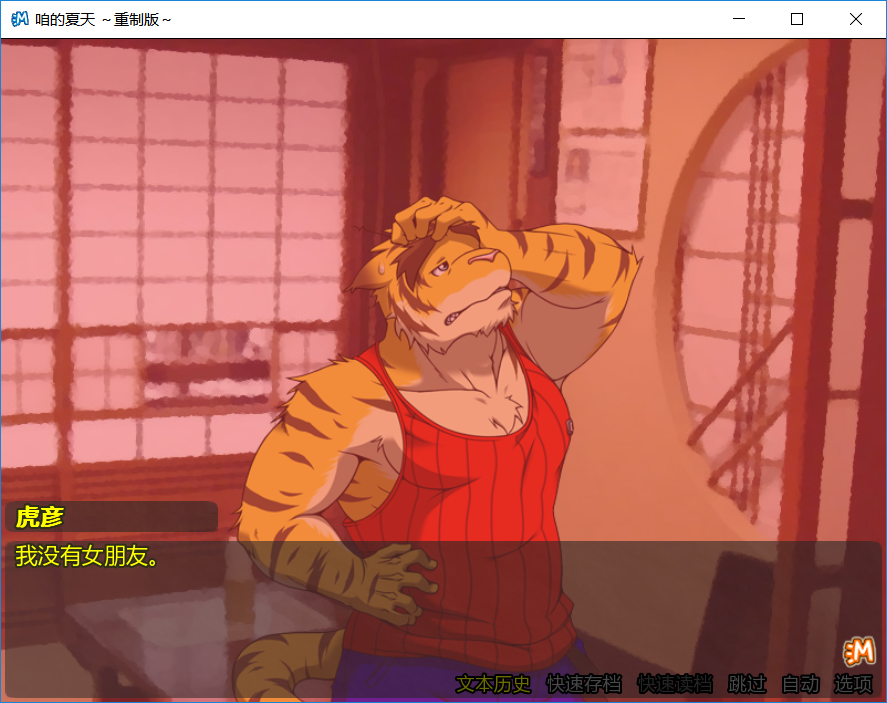 咱的夏天 ~重制版~
虎彦
我没有女朋友。
文本历史 快速存档 快速读档 跳过 自动 选项